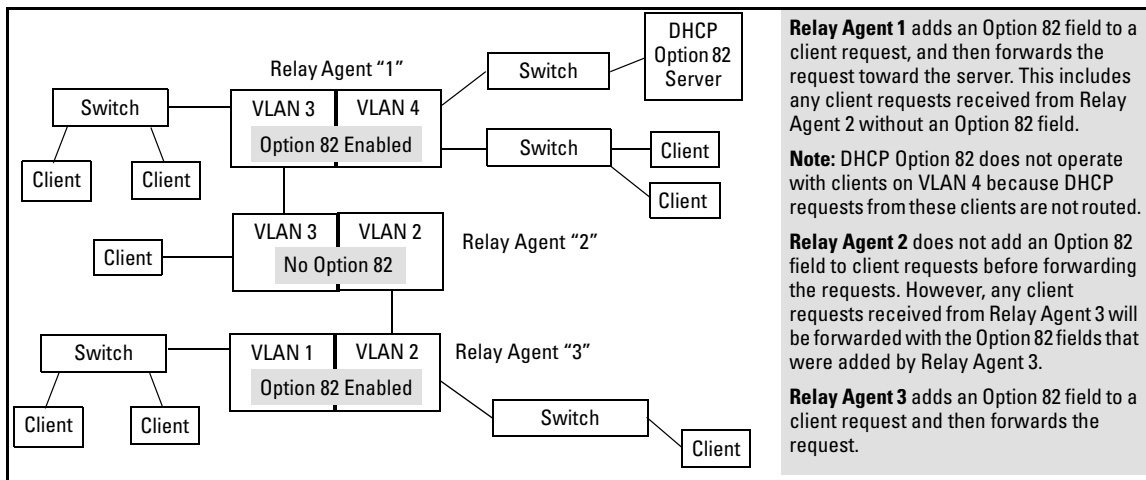 DHCP
Option 82
Server
Relay Agent “1”
Switch
Switch
VLAN 3
VLAN 4
Option 82 Enabled
Switch
Client
Client
Client
Client
VLAN 3
VLAN 2
Relay Agent “2”
Client
No Option 82
Switch
VLAN 1
VLAN 2
Relay Agent “3”
Option 82 Enabled
Client
Client
Switch
Client
Relay Agent 1 adds an Option 82 field to a
client request, and then forwards the
request toward the server. This includes
any client requests received from Relay
Agent 2 without an Option 82 field.
Note: DHCP Option 82 does not operate
with clients on VLAN 4 because DHCP
requests from these clients are not routed.
Relay Agent 2 does not add an Option 82
field to client requests before forwarding
the requests. However, any client
requests received from Relay Agent 3 will
be forwarded with the Option 82 fields that
were added by Relay Agent 3.
Relay Agent 3 adds an Option 82 field to a
client request and then forwards the
request.